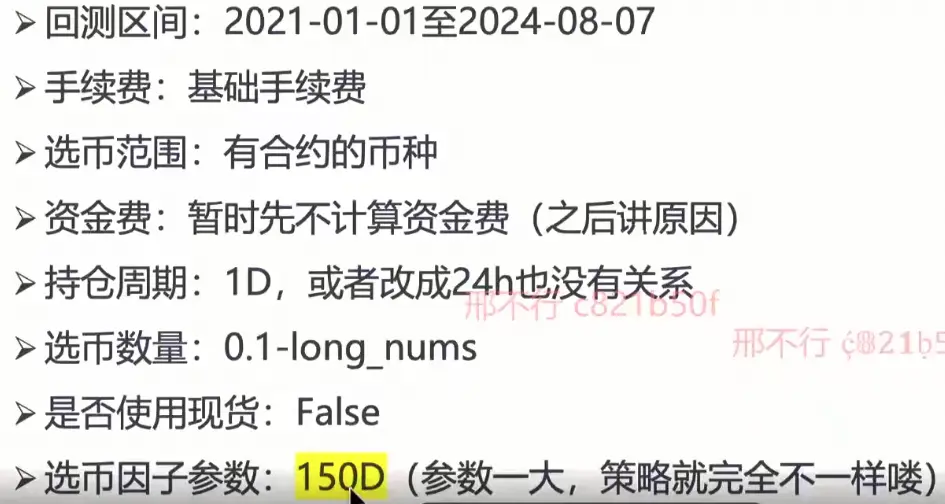 ➢ 回测区间：2021-01-01至2024-08-07
➢ 手续费：基础手续费
➢ 选币范围：有合约的币种
➢ 资金费：暂时先不计算资金费（之后讲原因）
➢ 持仓周期：1D，或者改成24h也没有关系
邢不行 c821b50f
➢ 选币数量：0.1-long_nums
邢不行 c821b5
➢ 是否使用现货：False
➢ 选币因子参数：150D（参数一大，策略就完全不一样喽）